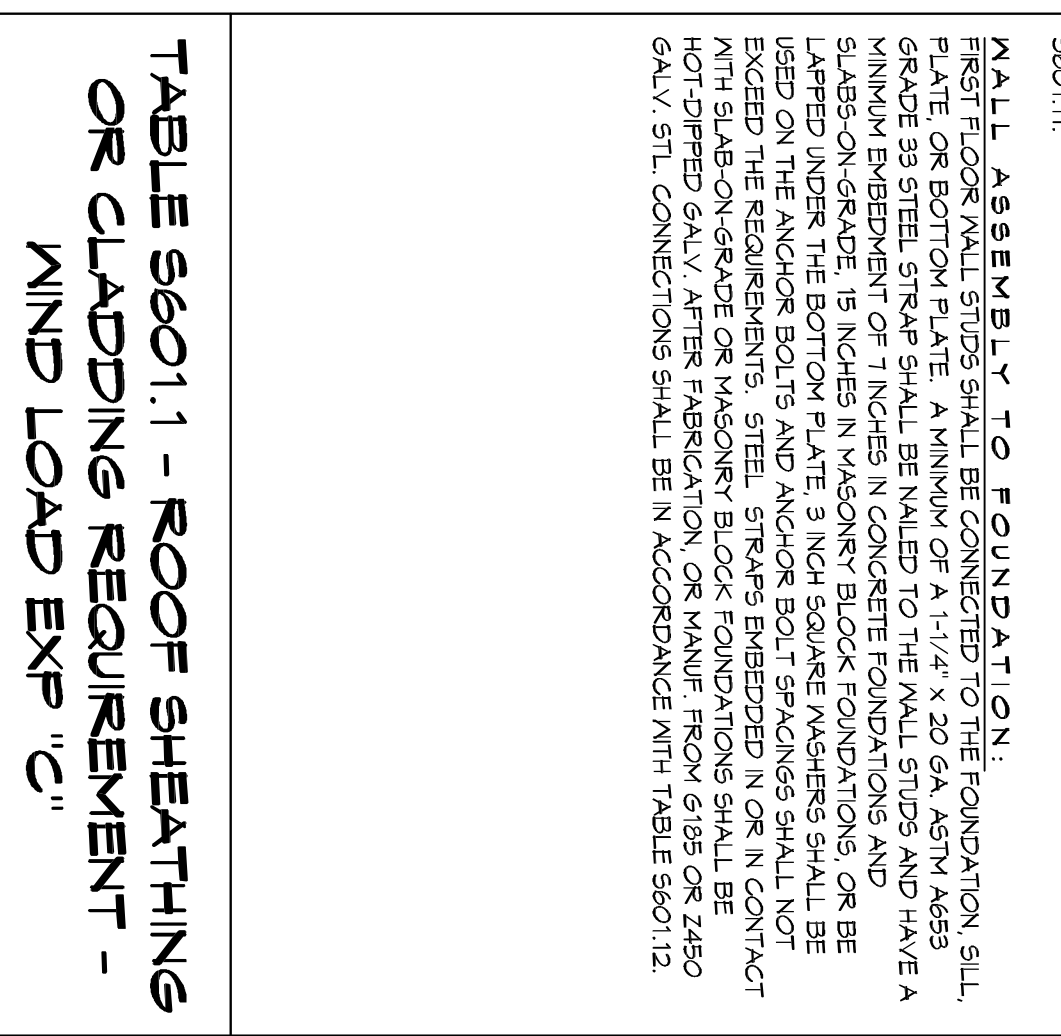 WALL ASSEMBLY TO FOUNDATION:
FIRST FLOOR WALL STUDS SHALL BE CONNECTED TO THE FOUNDATION, SILL,
PLATE, OR BOTTOM PLATE. A MINIMUM OF A 1-1/4" X 20 GA. ASTM A653
GRADE 33 STEEL STRAP SHALL BE NAILED TO THE WALL STUDS AND HAVE A
MINIMUM EMBEDMENT OF 7 INCHES IN CONCRETE FOUNDATIONS AND
SLABS-ON-GRADE, 15 INCHES IN MASONRY BLOCK FOUNDATIONS, OR BE
LAPPED UNDER THE BOTTOM PLATE, 3 INCH SQUARE WASHERS SHALL BE
USED ON THE ANCHOR BOLTS AND ANCHOR BOLT SPACINGS SHALL NOT
EXCEED THE REQUIREMENTS. STEEL STRAPS EMBEDDED IN OR IN CONTACT
WITH SLAB-ON-GRADE OR MASONRY BLOCK FOUNDATIONS SHALL BE
HOT-DIPPED GALV. AFTER FABRICATION, OR MANUF. FROM G185 OR Z450
GALV. STL. CONNECTIONS SHALL BE IN ACCORDANCE WITH TABLE S601.12.
TABLE S601.1 - ROOF SHEATHING
OR CLADDING REQUIREMENT -
WIND LOAD EXP "C"